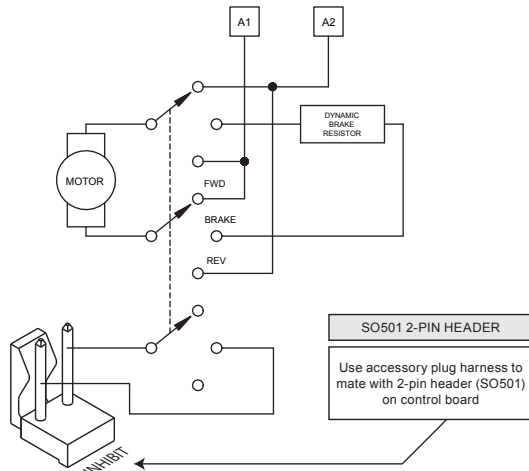 A1
A2
DYNAMIC
BRAKE
RESISTOR
MOTOR
FWD
BRAKE
REV
SO501 2-PIN HEADER
Use accessory plug harness to
mate with 2-pin header (SO501)
on control board
INHIBIT